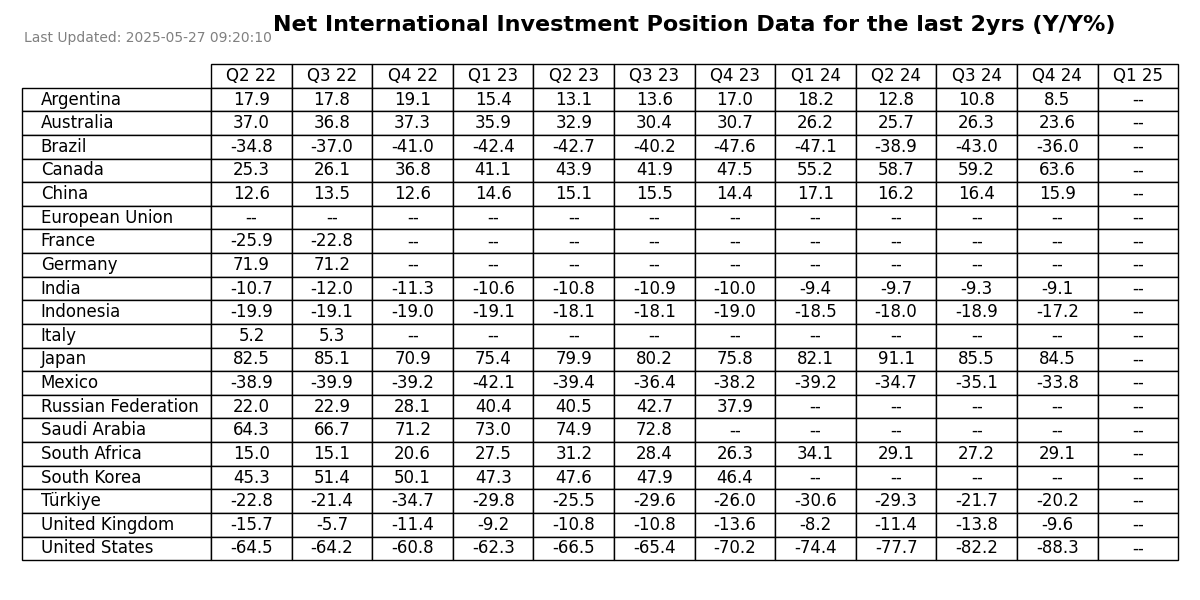 Net International Investment Position Data for the last 2yrs (Y/Y%)
Last Updated: 2025-05-27 09:20:10
Q2 22 Q3 22 Q4 22 Q1 23 Q2 23 Q3 23 Q4 23 Q1 24 Q2 24 Q3 24 Q4 24 Q1 25
Argentina 17.9 17.8 19.1 15.4 13.1 13.6 17.0 18.2 12.8 10.8 8.5 --
Australia 37.0 36.8 37.3 35.9 32.9 30.4 30.7 26.2 25.7 26.3 23.6 --
Brazil -34.8 -37.0 -41.0 -42.4 -42.7 -40.2 -47.6 -47.1 -38.9 -43.0 -36.0 --
Canada 25.3 26.1 36.8 41.1 43.9 41.9 47.5 55.2 58.7 59.2 63.6 --
China 12.6 13.5 12.6 14.6 15.1 15.5 14.4 17.1 16.2 16.4 15.9 --
European Union -- -- -- -- -- -- -- -- -- -- -- --
France -25.9 -22.8 -- -- -- -- -- -- -- -- -- --
Germany 71.9 71.2 -- -- -- -- -- -- -- -- -- --
India -10.7 -12.0 -11.3 -10.6 -10.8 -10.9 -10.0 -9.4 -9.7 -9.3 -9.1 --
Indonesia -19.9 -19.1 -19.0 -19.1 -18.1 -18.1 -19.0 -18.5 -18.0 -18.9 -17.2 --
Italy 5.2 5.3 -- -- -- -- -- -- -- -- -- --
Japan 82.5 85.1 70.9 75.4 79.9 80.2 75.8 82.1 91.1 85.5 84.5 --
Mexico -38.9 -39.9 -39.2 -42.1 -39.4 -36.4 -38.2 -39.2 -34.7 -35.1 -33.8 --
Russian Federation 22.0 22.9 28.1 40.4 40.5 42.7 37.9 -- -- -- -- --
Saudi Arabia 64.3 66.7 71.2 73.0 74.9 72.8 -- -- -- -- -- --
South Africa 15.0 15.1 20.6 27.5 31.2 28.4 26.3 34.1 29.1 27.2 29.1 --
South Korea 45.3 51.4 50.1 47.3 47.6 47.9 46.4 -- -- -- -- --
Türkiye -22.8 -21.4 -34.7 -29.8 -25.5 -29.6 -26.0 -30.6 -29.3 -21.7 -20.2 --
United Kingdom -15.7 -5.7 -11.4 -9.2 -10.8 -10.8 -13.6 -8.2 -11.4 -13.8 -9.6 --
United States -64.5 -64.2 -60.8 -62.3 -66.5 -65.4 -70.2 -74.4 -77.7 -82.2 -88.3 --